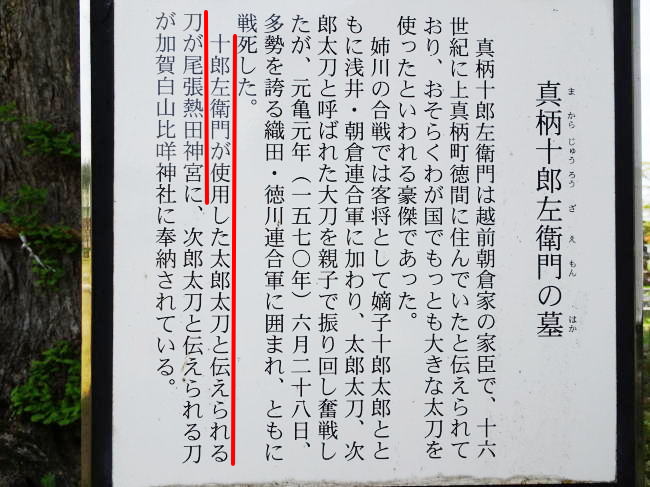 真柄十郎左衛門の墓
ま から じゅう ろう ざ え もん はか
真柄十郎左衛門は越前朝倉家の家臣で、十六
世紀に上真柄町徳間に住んでいたと伝えられて
おり、おそらくわが国でもっとも大きな太刀を
使ったといわれる豪傑であった。
姉川の合戦では客将として嫡子十郎太郎とと
もに浅井・朝倉連合軍に加わり、太郎太刀、次
郎太刀と呼ばれた大刀を親子で振り回し奮戦し
たが、元亀元年（一五七〇年）六月二十八日、
多勢を誇る織田・徳川連合軍に囲まれ、ともに
戦死した。
十郎左衛門が使用した太郎太刀と伝えられる
刀が尾張熱田神宮に、次郎太刀と伝えられる刀
が加賀白山比咩神社に奉納されている。